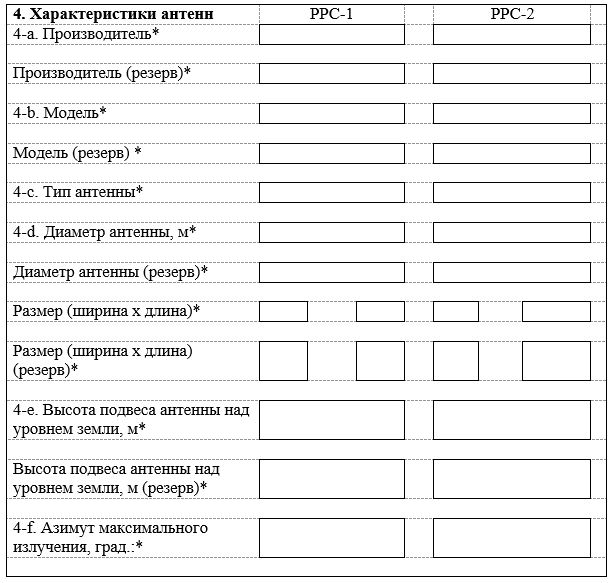 4. Характеристики антенн РРС-1 РРС-2
4-a. Производитель*
Производитель (резерв)*
4-b. Модель*
Модель (резерв) *
4-c. Тип антенны*
4-d. Диаметр антенны, м*
Диаметр антенны (резерв)*
Размер (ширина х длина)*
Размер (ширина х длина)
(резерв)*
4-e. Высота подвеса антенны над
уровнем земли, м*
Высота подвеса антенны над
уровнем земли, м (резерв)*
4-f. Азимут максимального
излучения, град.:*